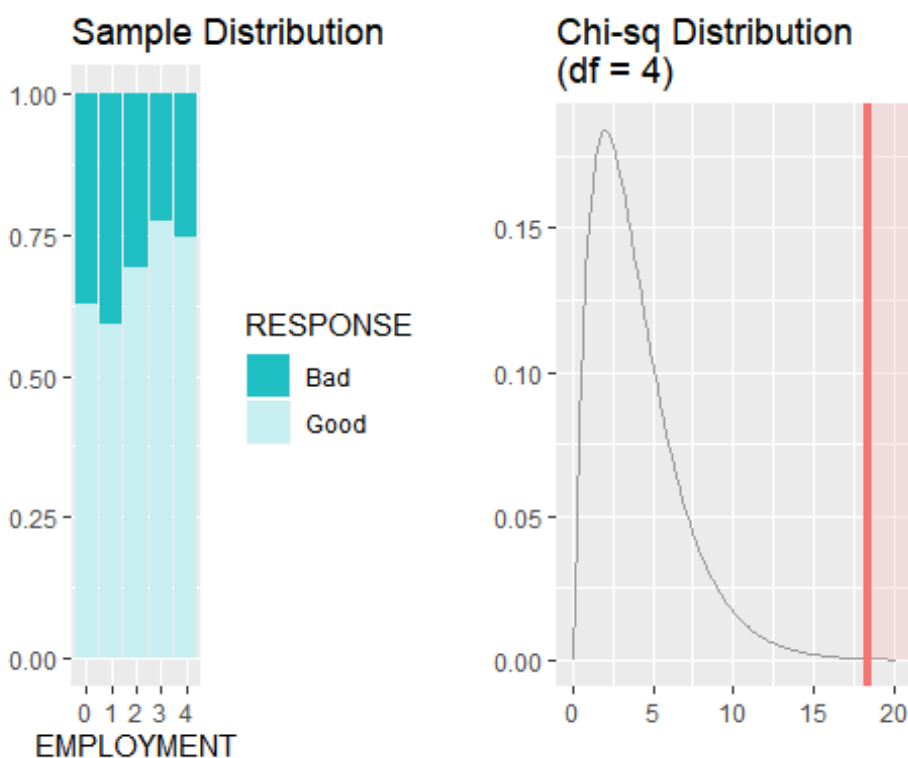 Sample Distribution
1.00
0.75
0.50
0.25
0.00
0 1 2 3 4
EMPLOYMENT
RESPONSE
Bad
Good
Chi-sq Distribution
(df = 4)
0.15
0.10
0.05
0.00
0 5 10 15 20